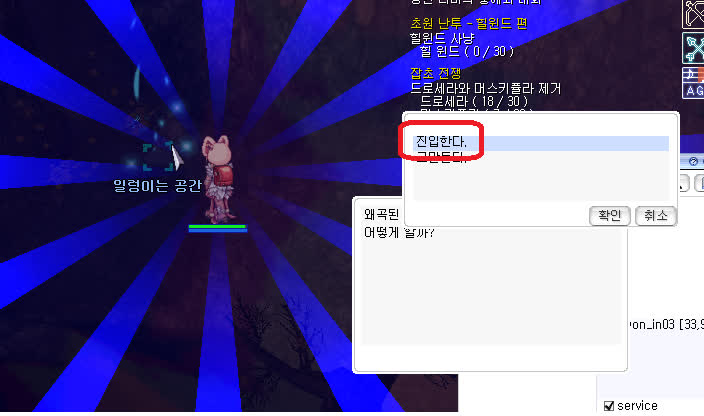 초원 난투 - 힐윈드 편
힐윈드 사냥
힐 윈드 ( 0 / 30 )
잡초 전쟁
드로세라와 머스키퓰라 제거
드로세라 ( 18 / 30 )
진입한다.
그만둔다.
확인
취소
일렁이는 공간
왜곡된
어떻게 할까?
on_in03 [33,9
service
AG